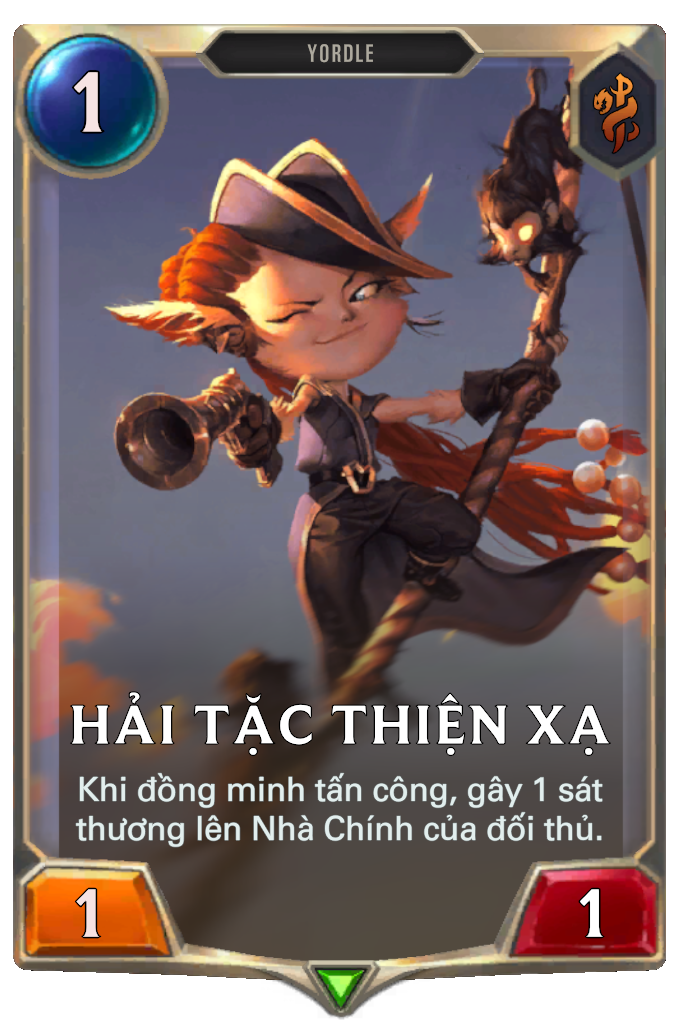 YORDLE
1
HẢI TẶC THIỆN XẠ
Khi đồng minh tấn công, gây 1 sát
thương lên Nhà Chính của đối thủ.
1
1